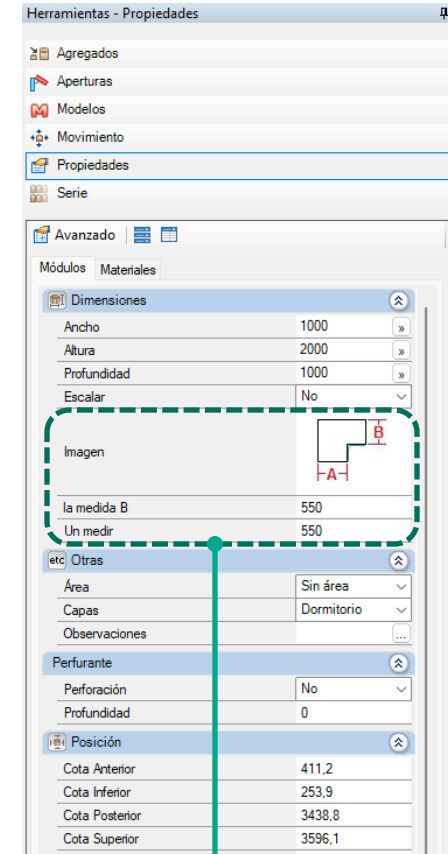 Herramientas - Propiedades
Agregados
Aperturas
Modelos
Movimiento
Propiedades
Serie
Avanzado
Módulos Materiales
Dimensiones
Ancho 1000 »
Altura 2000 »
Profundidad 1000 »
Escalar No
Imagen B
A
la medida B 550
Un medir 550
etc Otras
Área Sin área
Capas Dormitorio
Observaciones ...
Perfurante
Perforación No
Profundidad 0
Posición
Cota Anterior 411,2
Cota Inferior 253,9
Cota Posterior 3438,8
Cota Superior 3596,1